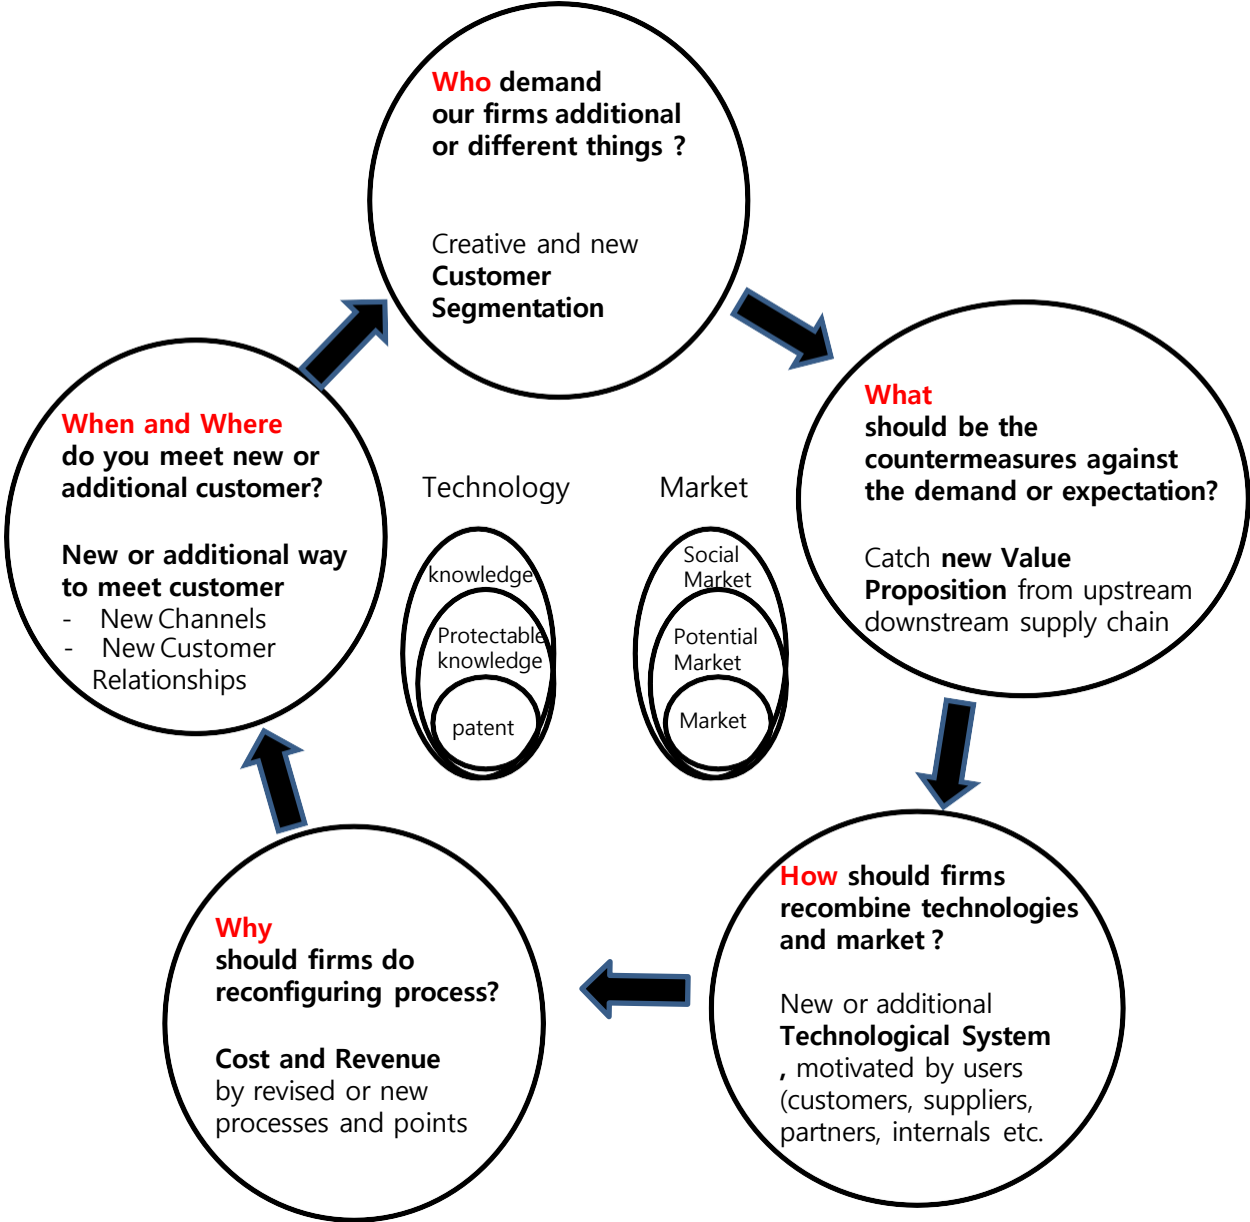 Who demand
our firms additional
or different things ?
Creative and new
Customer
Segmentation
What
should be the
countermeasures against
the demand or expectation?
Catch new Value
Proposition from upstream
downstream supply chain
How should firms
recombine technologies
and market ?
New or additional
Technological System
, motivated by users
(customers, suppliers,
partners, internals etc.
Why
should firms do
reconfiguring process?
Cost and Revenue
by revised or new
processes and points
When and Where
do you meet new or
additional customer?
New or additional way
to meet customer
- New Channels
- New Customer
Relationships
Technology
knowledge
Protectable
knowledge
patent
Market
Social
Market
Potential
Market
Market